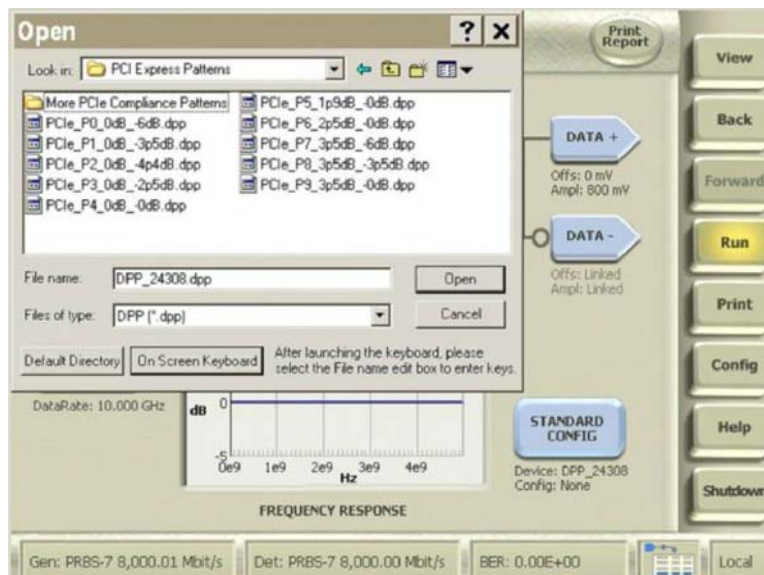 Open
? X
Look in: PCI Express Patterns
More PCIe Compliance Patterns
PCIe_P0_0dB_-6dB.dpp
PCIe_P1_0dB_-3p5dB.dpp
PCIe_P2_0dB_-4p4dB.dpp
PCIe_P3_0dB_-2p5dB.dpp
PCIe_P4_0dB_-0dB.dpp
PCIe_P5_1p9dB_-0dB.dpp
PCIe_P6_2p5dB_-0dB.dpp
PCIe_P7_3p5dB_-6dB.dpp
PCIe_P8_3p5dB_-3p5dB.dpp
PCIe_P9_3p5dB_-0dB.dpp
File name: DPP_24308.dpp
Open
Files of type: DPP (*.dpp)
Cancel
Default Directory
On Screen Keyboard
After launching the keyboard, please
select the File name edit box to enter keys.
Print
Report
DATA +
Offs: 0 mV
Ampl: 800 mV
DATA -
Offs: Linked
Ampl: Linked
View
Back
Forward
Run
Print
Config
Help
Shutdown
DataRate: 10.000 GHz
dB
0
-5
0e9 1e9 2e9 3e9 4e9
Hz
FREQUENCY RESPONSE
STANDARD
CONFIG
Device: DPP_24308
Config: None
Gen: PRBS-7 8,000.01 Mbit/s
Det: PRBS-7 8,000.00 Mbit/s
BER: 0.00E+00
Local